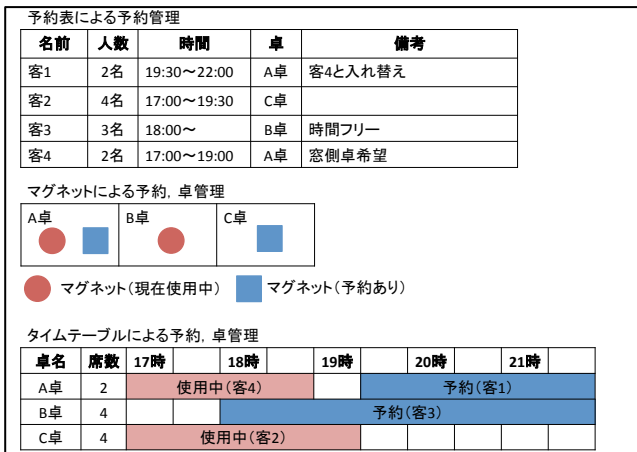 予約表による予約管理
名前 人数 時間 卓 備考
客1 2名 19:30～22:00 A卓 客4と入れ替え
客2 4名 17:00～19:30 C卓
客3 3名 18:00～ B卓 時間フリー
客4 2名 17:00～19:00 A卓 窓側卓希望
マグネットによる予約，卓管理
A卓 B卓 C卓
マグネット（現在使用中） マグネット（予約あり）
タイムテーブルによる予約，卓管理
卓名 席数 17時 18時 19時 20時 21時
A卓 2 使用中（客4） 予約（客1）
B卓 4 予約（客3）
C卓 4 使用中（客2）